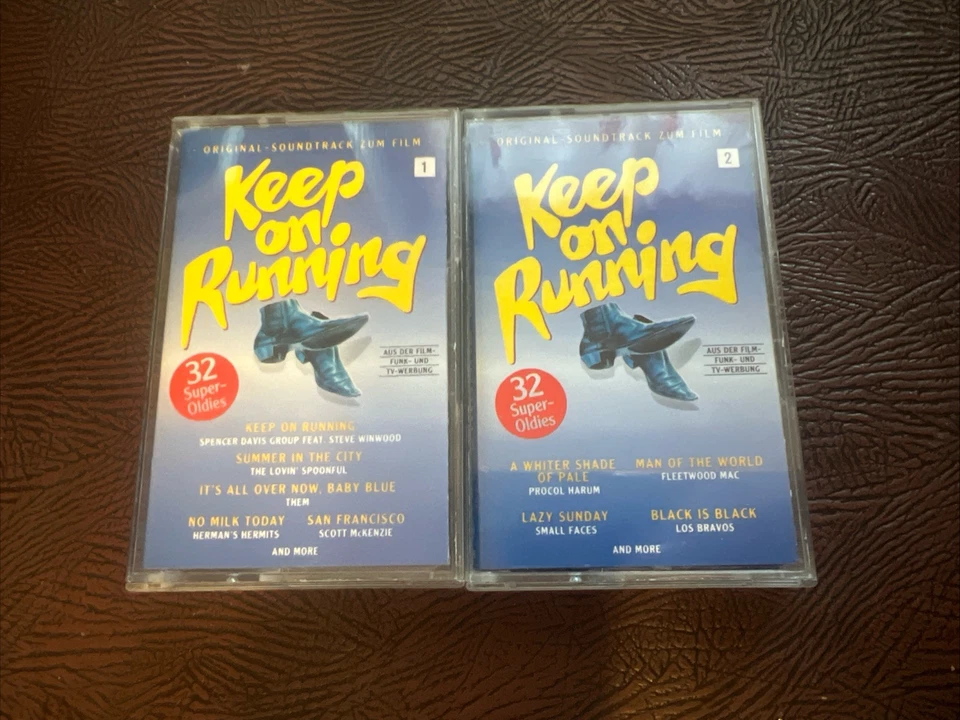 ORIGINAL-SOUNDTRACK ZUM FILM
1
Keep
on
Running
AUS DER FILM-
FUNK- UND
TV-WERBUNG
32
Super-
Oldies
KEEP ON RUNNING
SPENCER DAVIS GROUP FEAT. STEVE WINWOOD
SUMMER IN THE CITY
THE LOVIN' SPOONFUL
IT'S ALL OVER NOW, BABY BLUE
THEM
NO MILK TODAY
HERMAN'S HERMITS
SAN FRANCISCO
SCOTT McKENZIE
AND MORE
ORIGINAL-SOUNDTRACK ZUM FILM
2
Keep
on
Running
AUS DER FILM-
FUNK- UND
TV-WERBUNG
32
Super-
Oldies
A WHITER SHADE
OF PALE
PROCOL HARUM
MAN OF THE WORLD
FLEETWOOD MAC
LAZY SUNDAY
SMALL FACES
BLACK IS BLACK
LOS BRAVOS
AND MORE